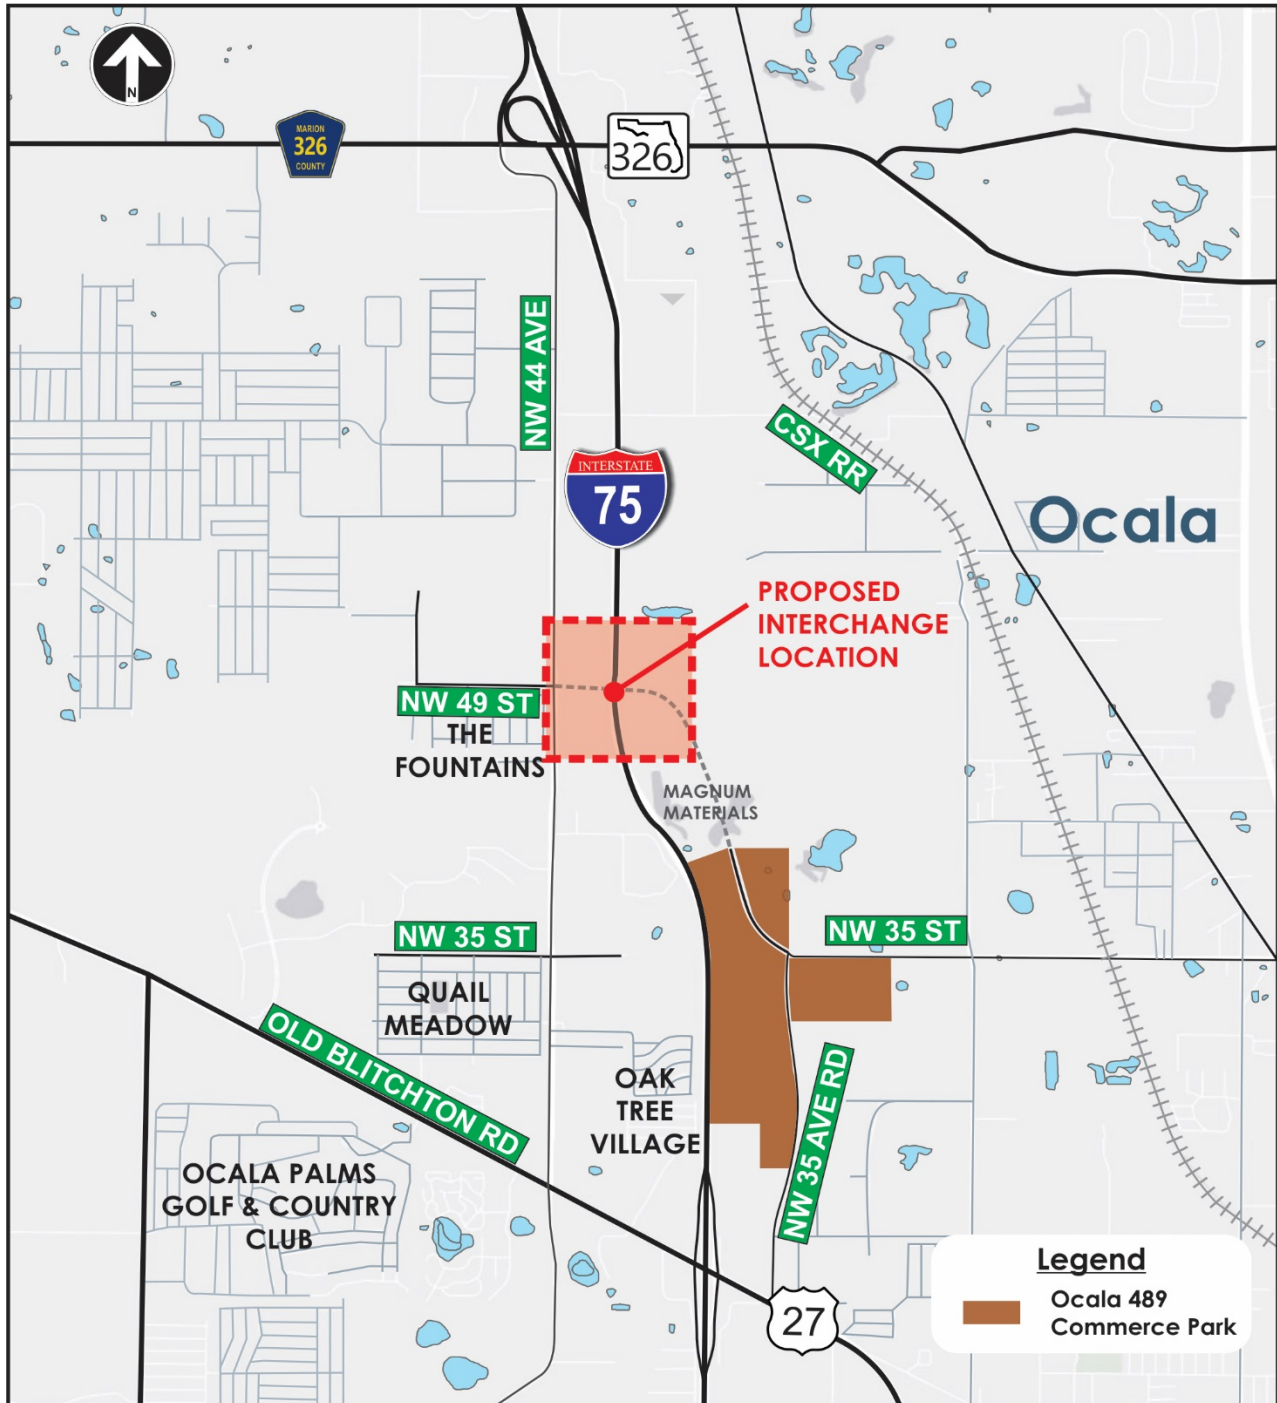 N
MARION
326
COUNTY
326
NW 44 AVE
INTERSTATE
75
CSX RR
Ocala
PROPOSED
INTERCHANGE
LOCATION
NW 49 ST
THE
FOUNTAINS
MAGNUM
MATERIALS
NW 35 ST
NW 35 ST
QUAIL
MEADOW
OLD BLITCHTON RD
OAK
TREE
VILLAGE
NW 35 AVE RD
OCALA PALMS
GOLF & COUNTRY
CLUB
27
Legend
Ocala 489
Commerce Park